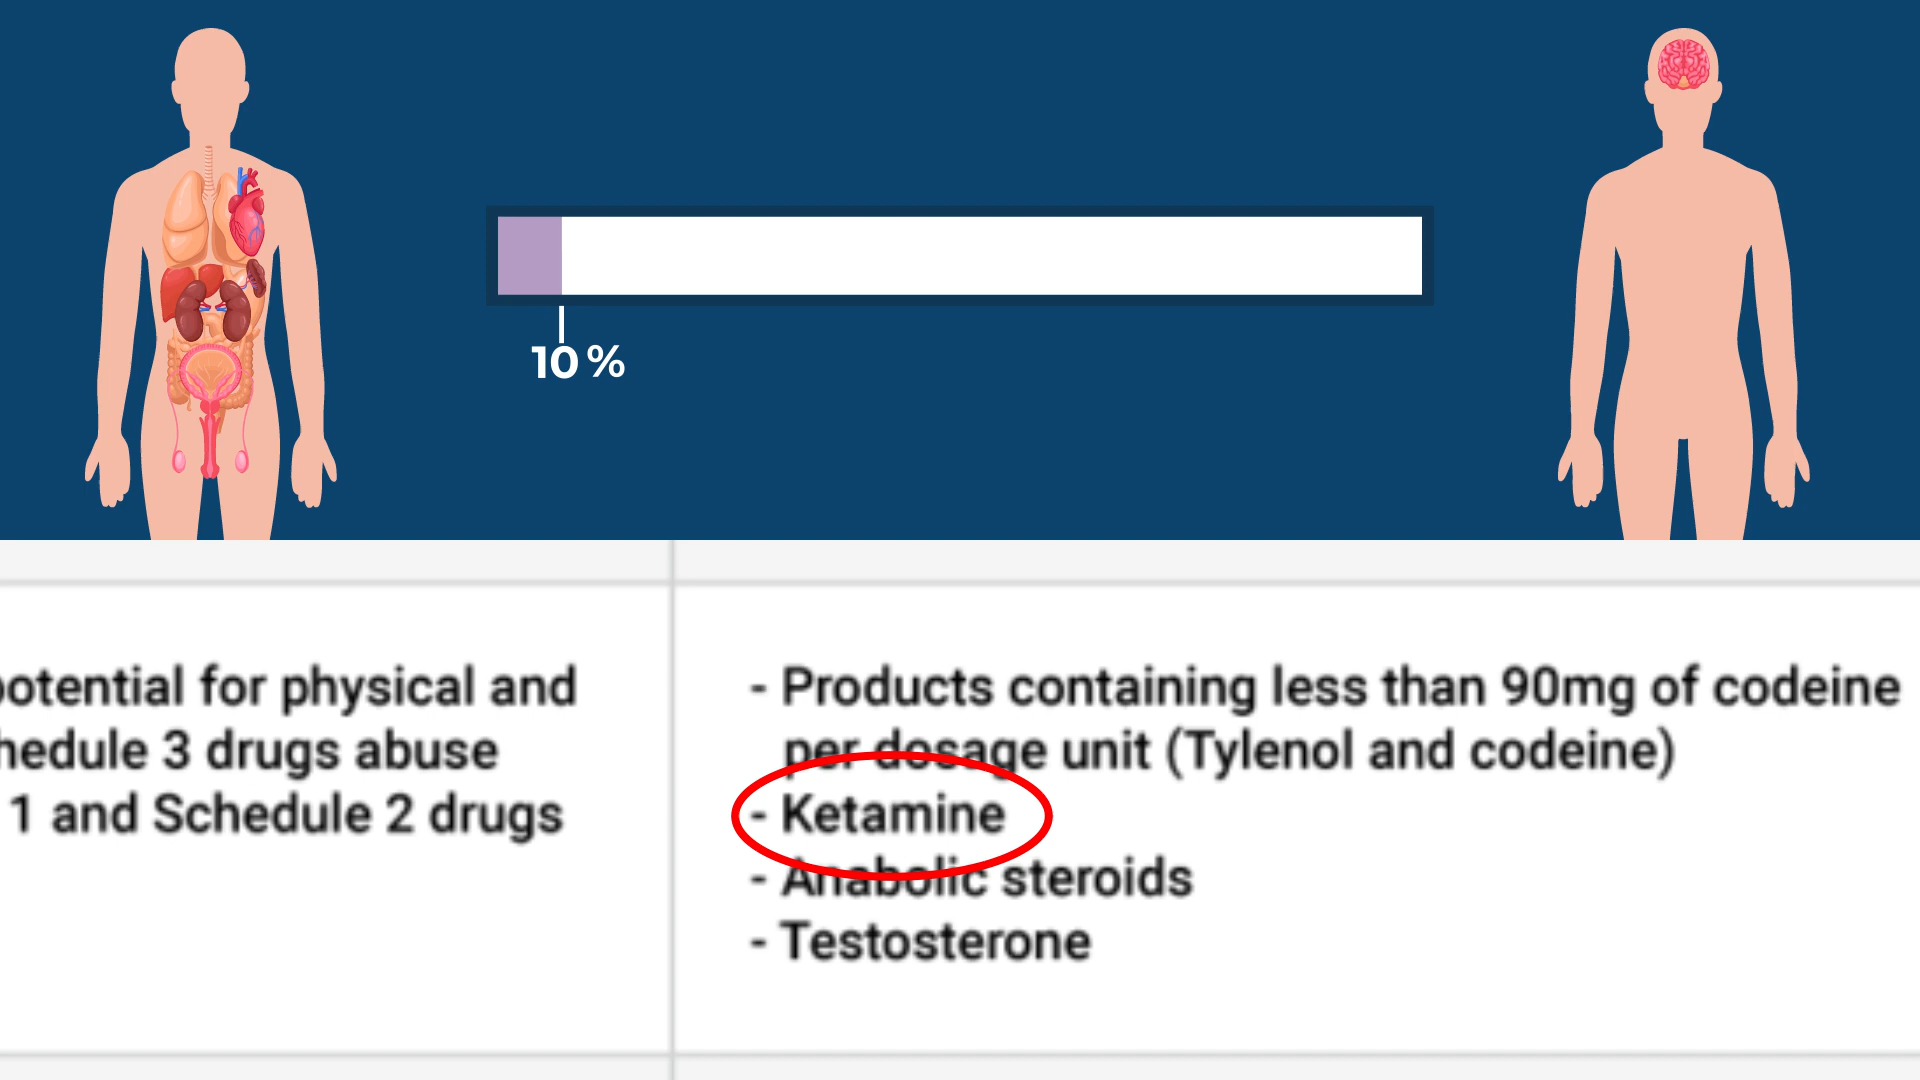 10 %
potential for physical and
hedule 3 drugs abuse
1 and Schedule 2 drugs
- Products containing less than 90mg of codeine
per dosage unit (Tylenol and codeine)
- Ketamine
- Anabolic steroids
- Testosterone